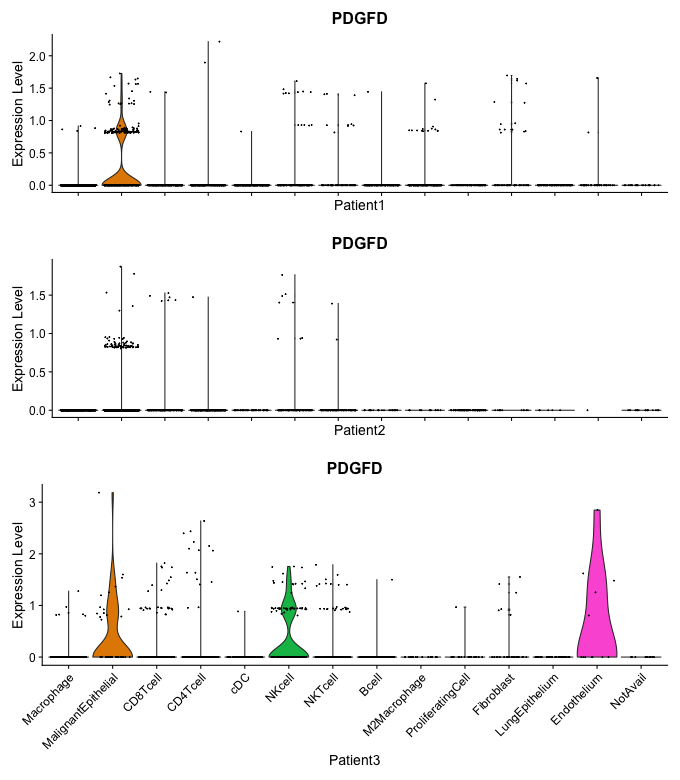 PDGFD
Expression Level
2.0
1.5
1.0
0.5
0.0
Patient1
PDGFD
Expression Level
1.5
1.0
0.5
0.0
Patient2
PDGFD
Expression Level
3
2
1
0
Macrophage
MalignantEpithelial
CD8Tcell
CD4Tcell
cDC
NKcell
NKTcell
Bcell
M2Macrophage
ProliferatingCell
Fibroblast
LungEpithelium
Endothelium
NotAvail
Patient3